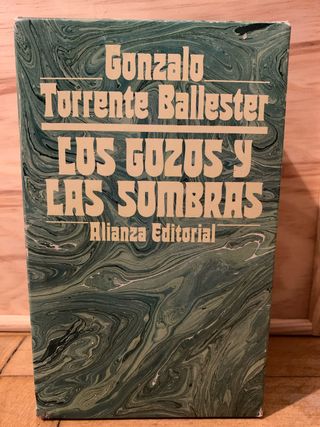 Gonzalo
Torrente Ballester
LOS GOZOS Y
LAS SOMBRAS
Alianza Editorial